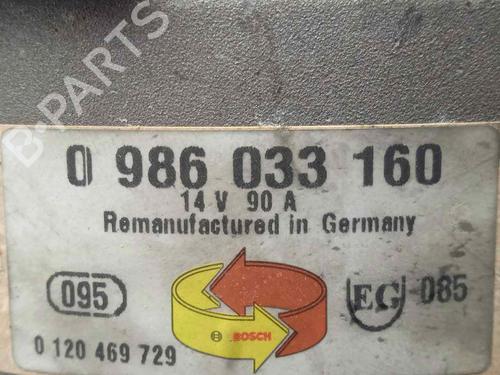 B-PARTS
0 986 033 160
14 V 90 A
Remanufactured in Germany
095
EG 085
BOSCH
0 120 469 729